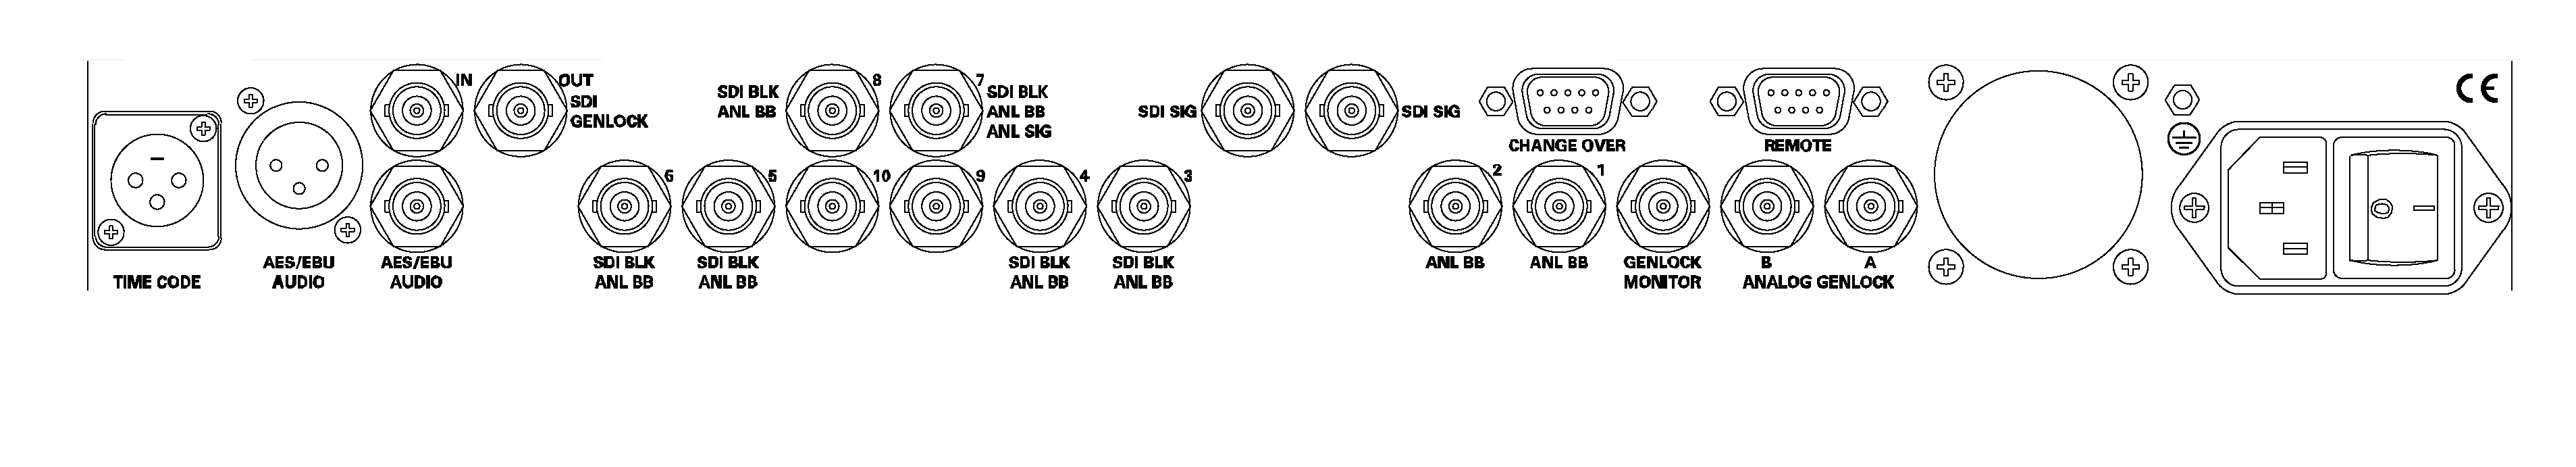 IN
OUT
SDI
GENLOCK
8
SDI BLK
ANL BB
7
SDI BLK
ANL BB
ANL SIG
SDI SIG
SDI SIG
CHANGE OVER
REMOTE
CE
TIME CODE
AES/EBU
AUDIO
AES/EBU
AUDIO
6
SDI BLK
ANL BB
5
SDI BLK
ANL BB
10
9
4
SDI BLK
ANL BB
3
SDI BLK
ANL BB
2
ANL BB
1
ANL BB
GENLOCK
MONITOR
B
A
ANALOG GENLOCK